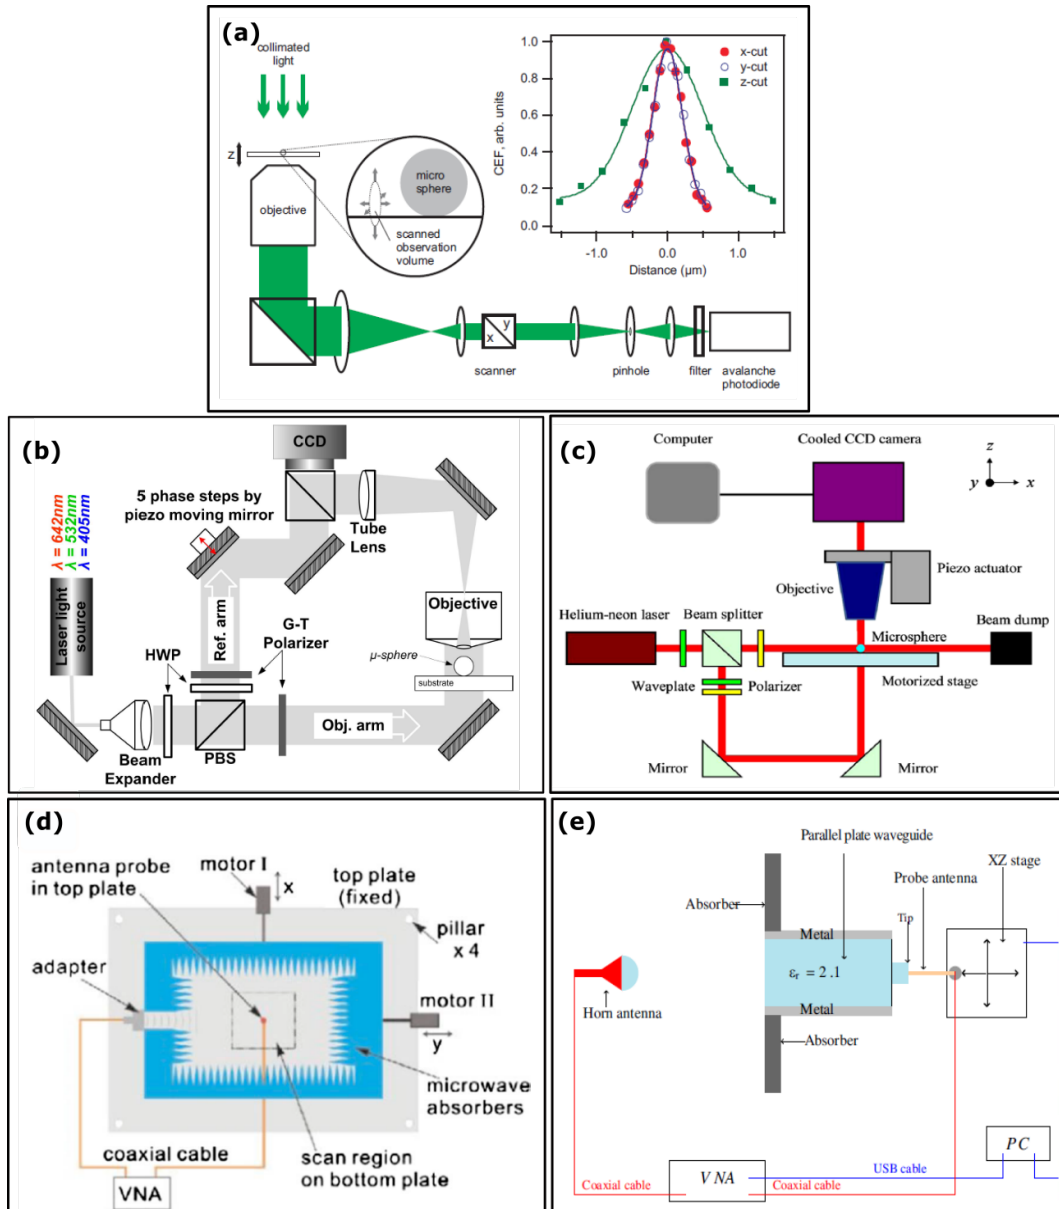 (a)
collimated
light
z
objective
micro
sphere
scanned
observation
volume
CEF, arb. units
1.0
0.8
0.6
0.4
0.2
0.0
-1.0
0.0
1.0
Distance (µm)
x-cut
y-cut
z-cut
x
y
scanner
pinhole
filter
avalanche
photodiode
(b)
CCD
5 phase steps by
piezo moving mirror
Tube
Lens
λ = 642nm
λ = 532nm
λ = 405nm
Laser light
source
Ref. arm
G-T
Polarizer
HWP
Objective
µ-sphere
substrate
Obj. arm
Beam
Expander
PBS
(c)
Computer
Cooled CCD camera
z
y
x
Piezo actuator
Objective
Helium-neon laser
Beam splitter
Beam dump
Microsphere
Waveplate
Polarizer
Motorized stage
Mirror
Mirror
(d)
motor I
x
antenna probe
in top plate
top plate
(fixed)
pillar
x 4
adapter
motor II
y
microwave
absorbers
coaxial cable
scan region
on bottom plate
VNA
(e)
Parallel plate waveguide
XZ stage
Probe antenna
Absorber
Tip
Metal
εr = 2 .1
Horn antenna
Metal
Absorber
PC
USB cable
VNA
Coaxial cable
Coaxial cable